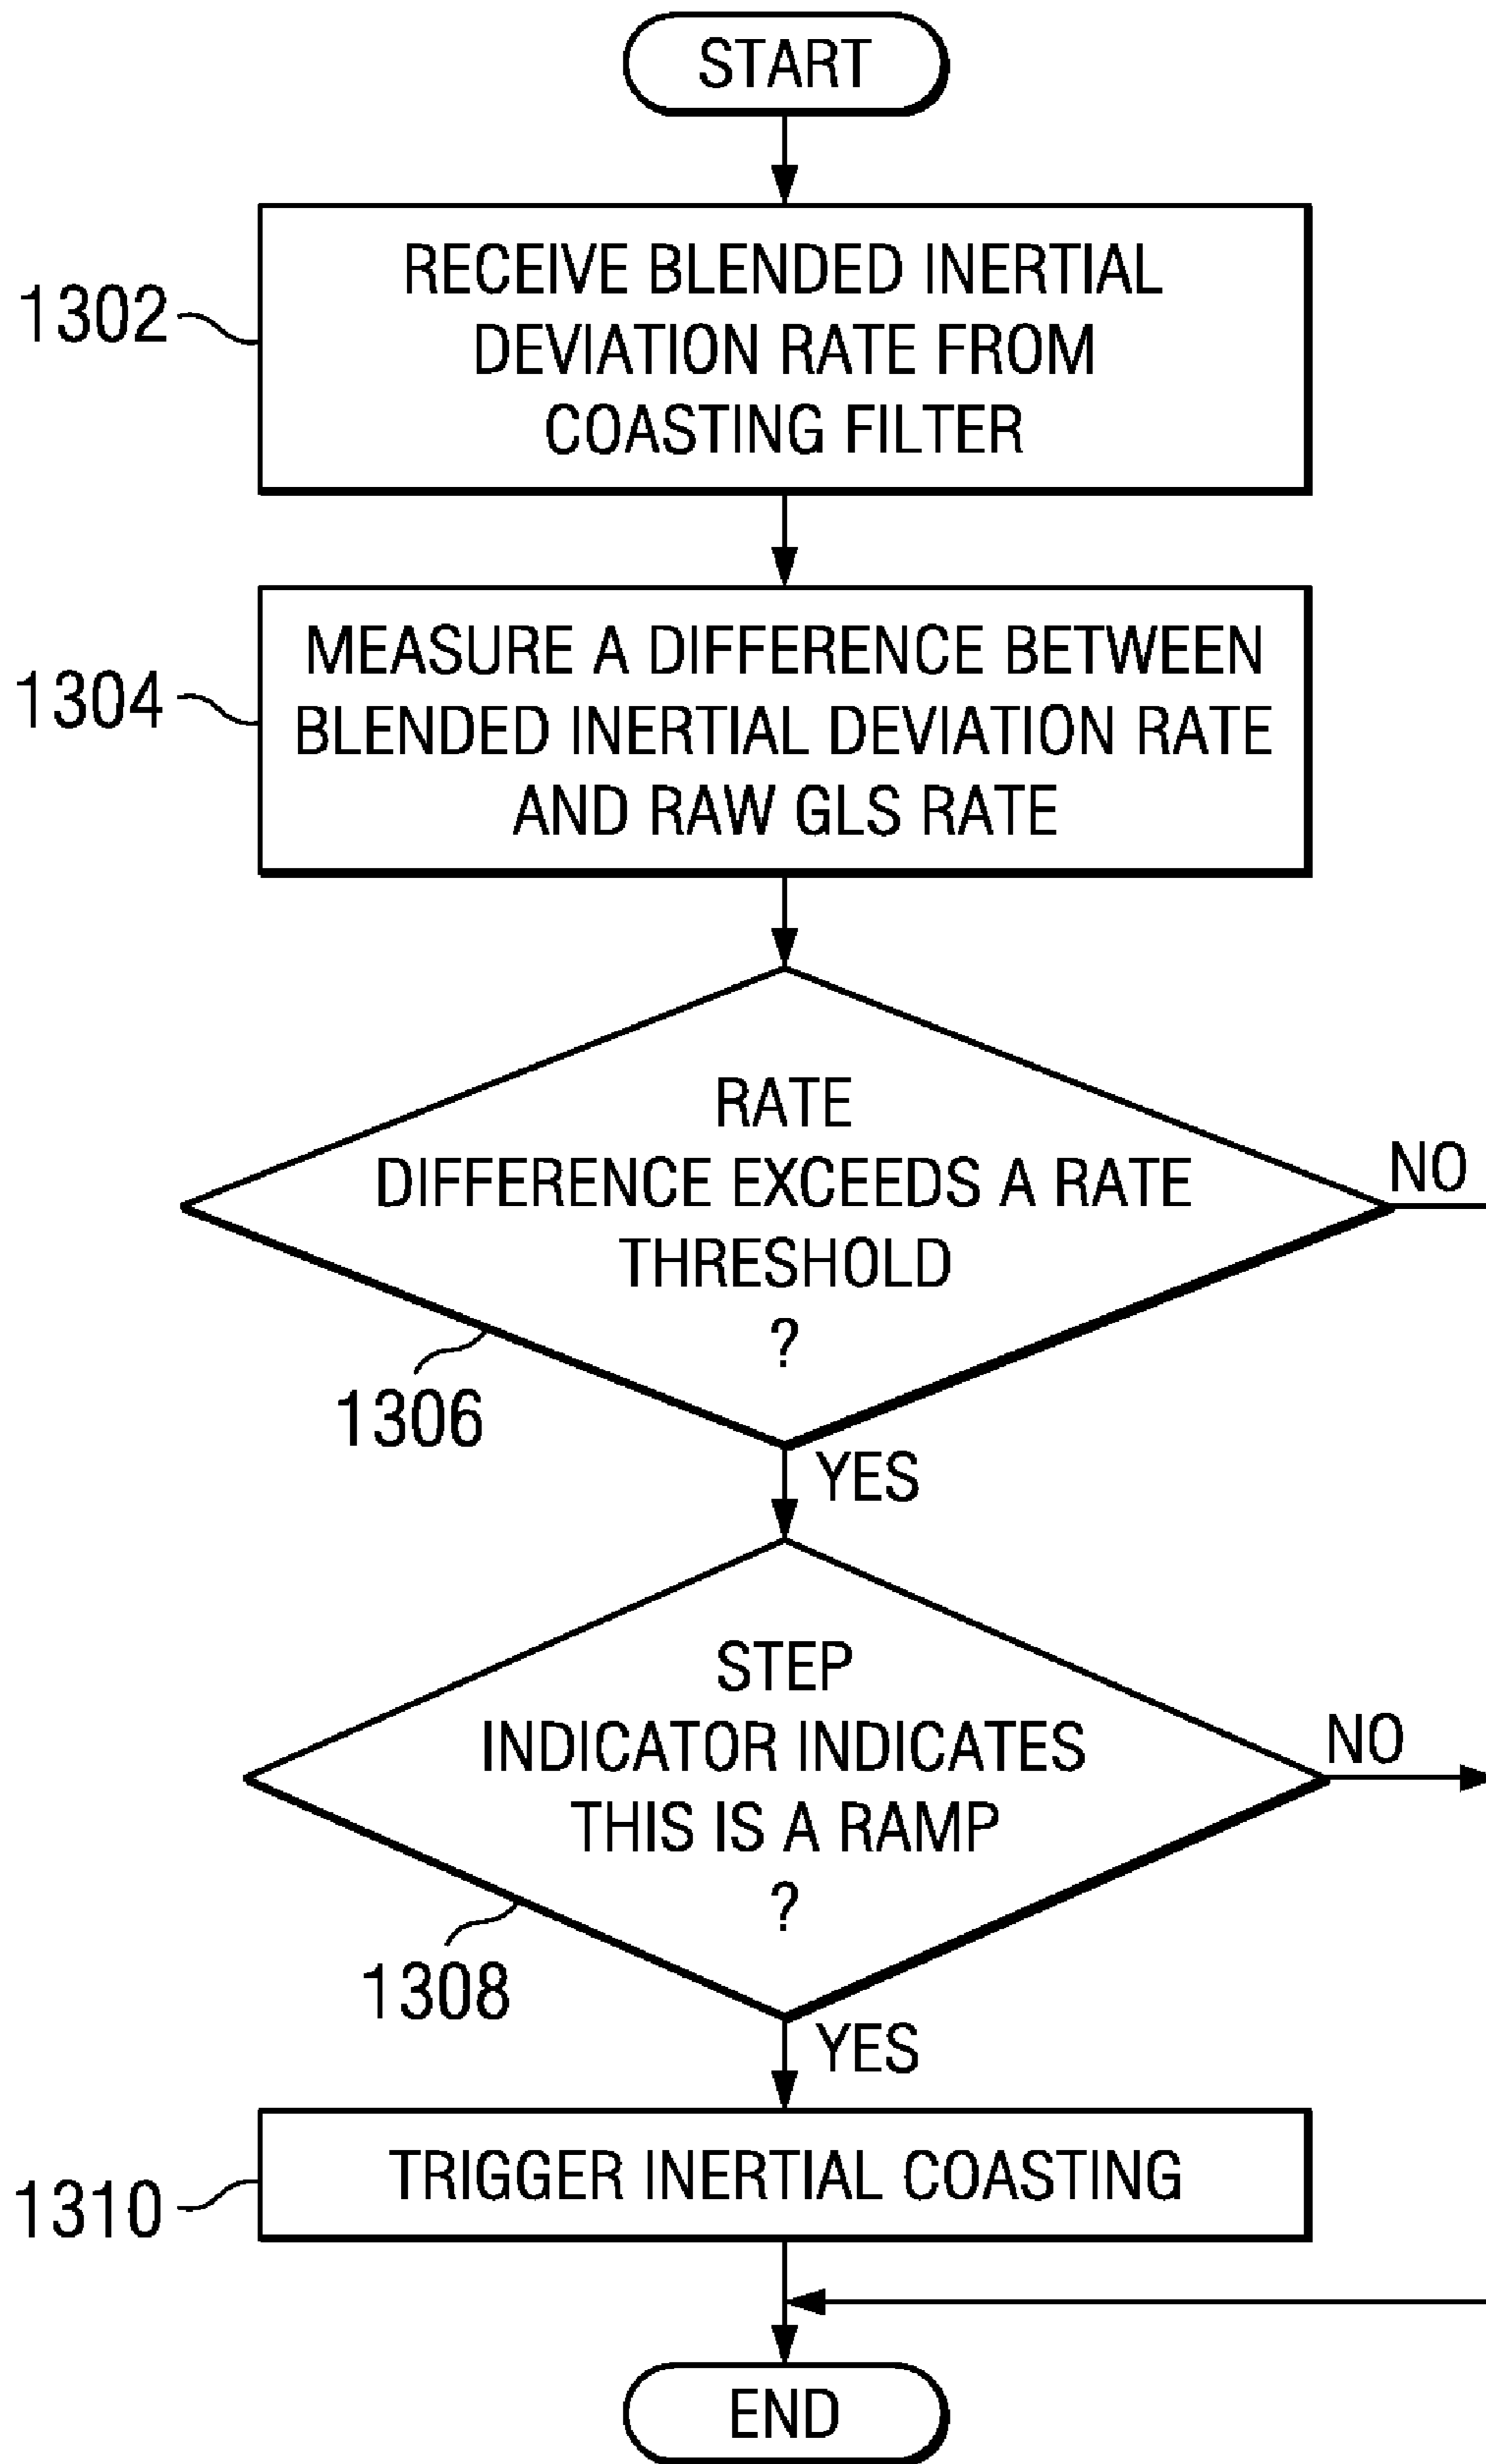 START
1302
RECEIVE BLENDED INERTIAL
DEVIATION RATE FROM
COASTING FILTER
1304
MEASURE A DIFFERENCE BETWEEN
BLENDED INERTIAL DEVIATION RATE
AND RAW GLS RATE
RATE
DIFFERENCE EXCEEDS A RATE
THRESHOLD
?
NO
1306
YES
STEP
INDICATOR INDICATES
THIS IS A RAMP
?
NO
1308
YES
1310
TRIGGER INERTIAL COASTING
END